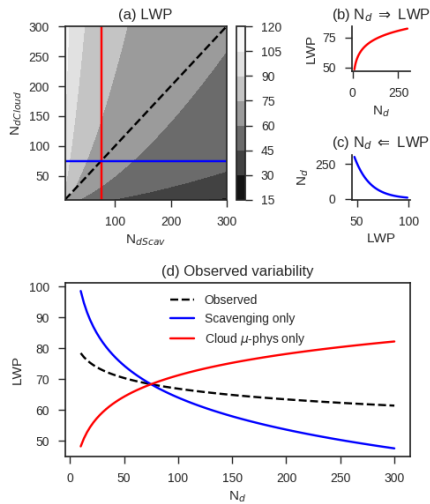 (a) LWP
300
250
200
150
100
50
N_dCloud
100
200
300
N_dScav
120
105
90
75
60
45
30
15
(b) N_d ⇒ LWP
75
50
LWP
0
250
N_d
(c) N_d ⇐ LWP
250
0
N_d
50
100
LWP
(d) Observed variability
100
90
80
70
60
50
LWP
Observed
Scavenging only
Cloud μ-phys only
0
50
100
150
200
250
300
N_d